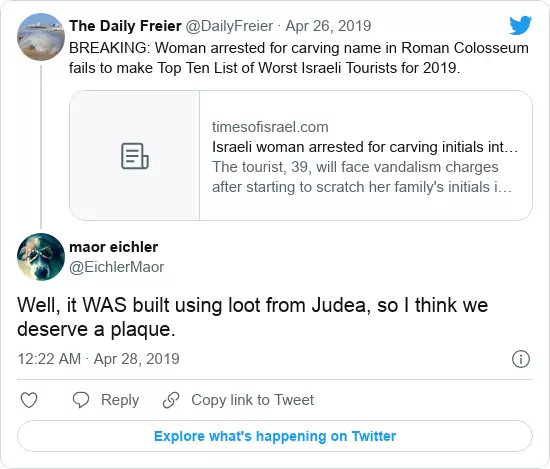 The Daily Freier @DailyFreier · Apr 26, 2019
BREAKING: Woman arrested for carving name in Roman Colosseum
fails to make Top Ten List of Worst Israeli Tourists for 2019.
timesofisrael.com
Israeli woman arrested for carving initials int…
The tourist, 39, will face vandalism charges
after starting to scratch her family's initials i…
maor eichler
@EichlerMaor
Well, it WAS built using loot from Judea, so I think we
deserve a plaque.
12:22 AM · Apr 28, 2019
Reply
Copy link to Tweet
Explore what's happening on Twitter